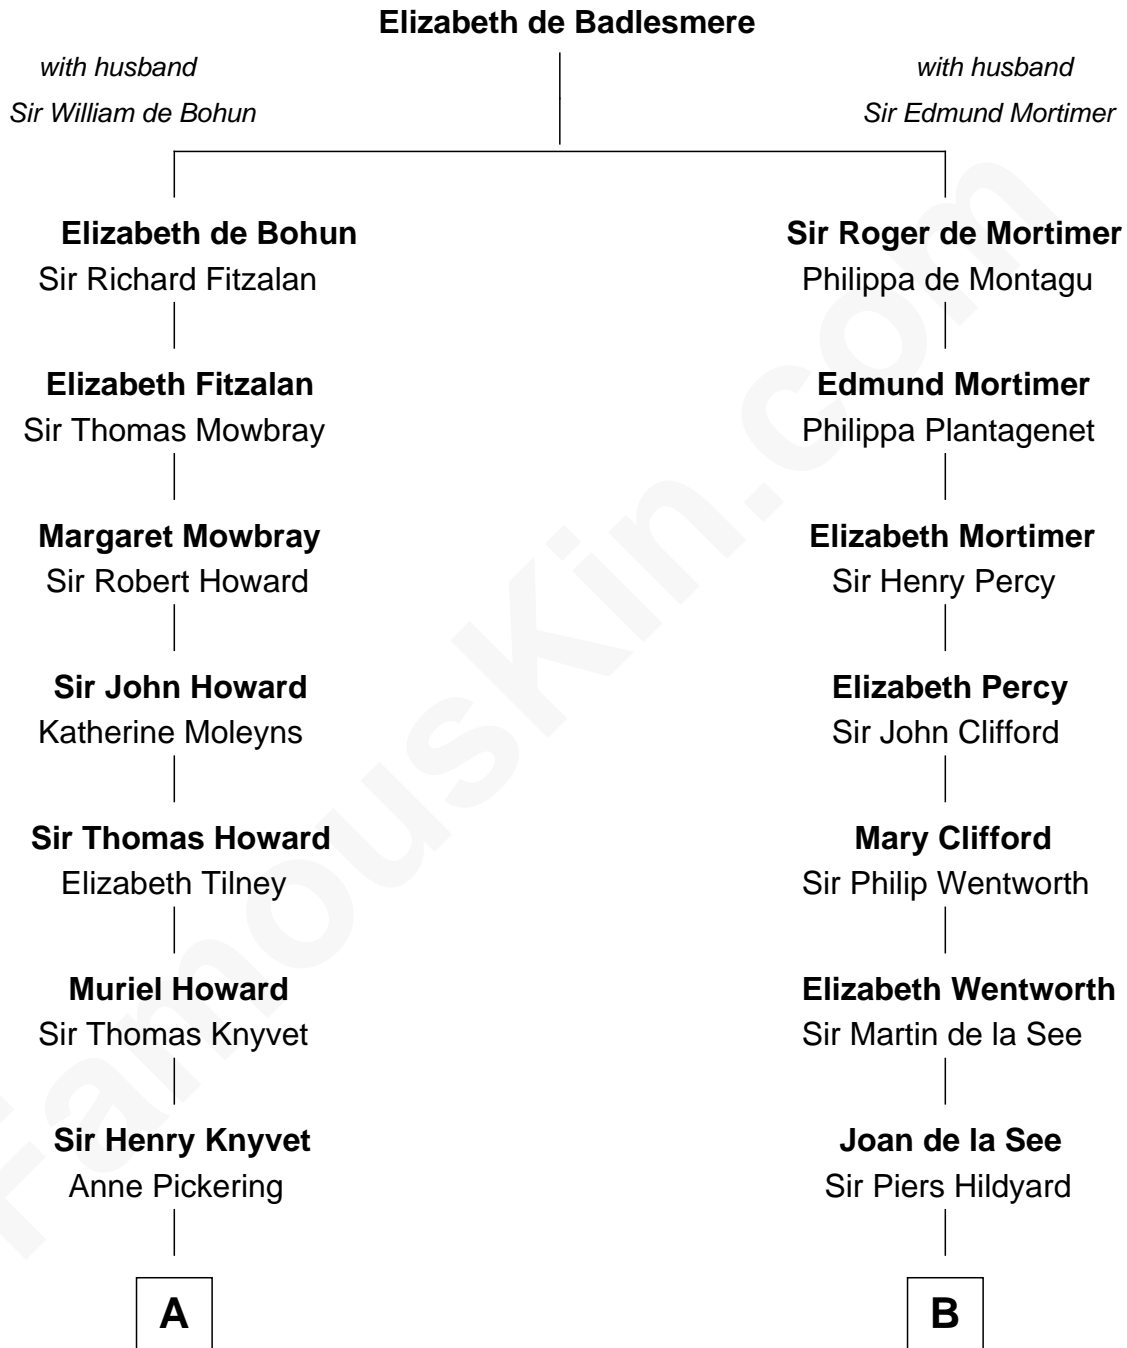 Elizabeth de Badlesmere
with husband
Sir William de Bohun
with husband
Sir Edmund Mortimer
Elizabeth de Bohun
Sir Richard Fitzalan
Sir Roger de Mortimer
Philippa de Montagu
Elizabeth Fitzalan
Sir Thomas Mowbray
Edmund Mortimer
Philippa Plantagenet
Margaret Mowbray
Sir Robert Howard
Elizabeth Mortimer
Sir Henry Percy
Sir John Howard
Katherine Moleyns
Elizabeth Percy
Sir John Clifford
Sir Thomas Howard
Elizabeth Tilney
Mary Clifford
Sir Philip Wentworth
Muriel Howard
Sir Thomas Knyvet
Elizabeth Wentworth
Sir Martin de la See
Sir Henry Knyvet
Anne Pickering
Joan de la See
Sir Piers Hildyard
A
B
FamousKin.com